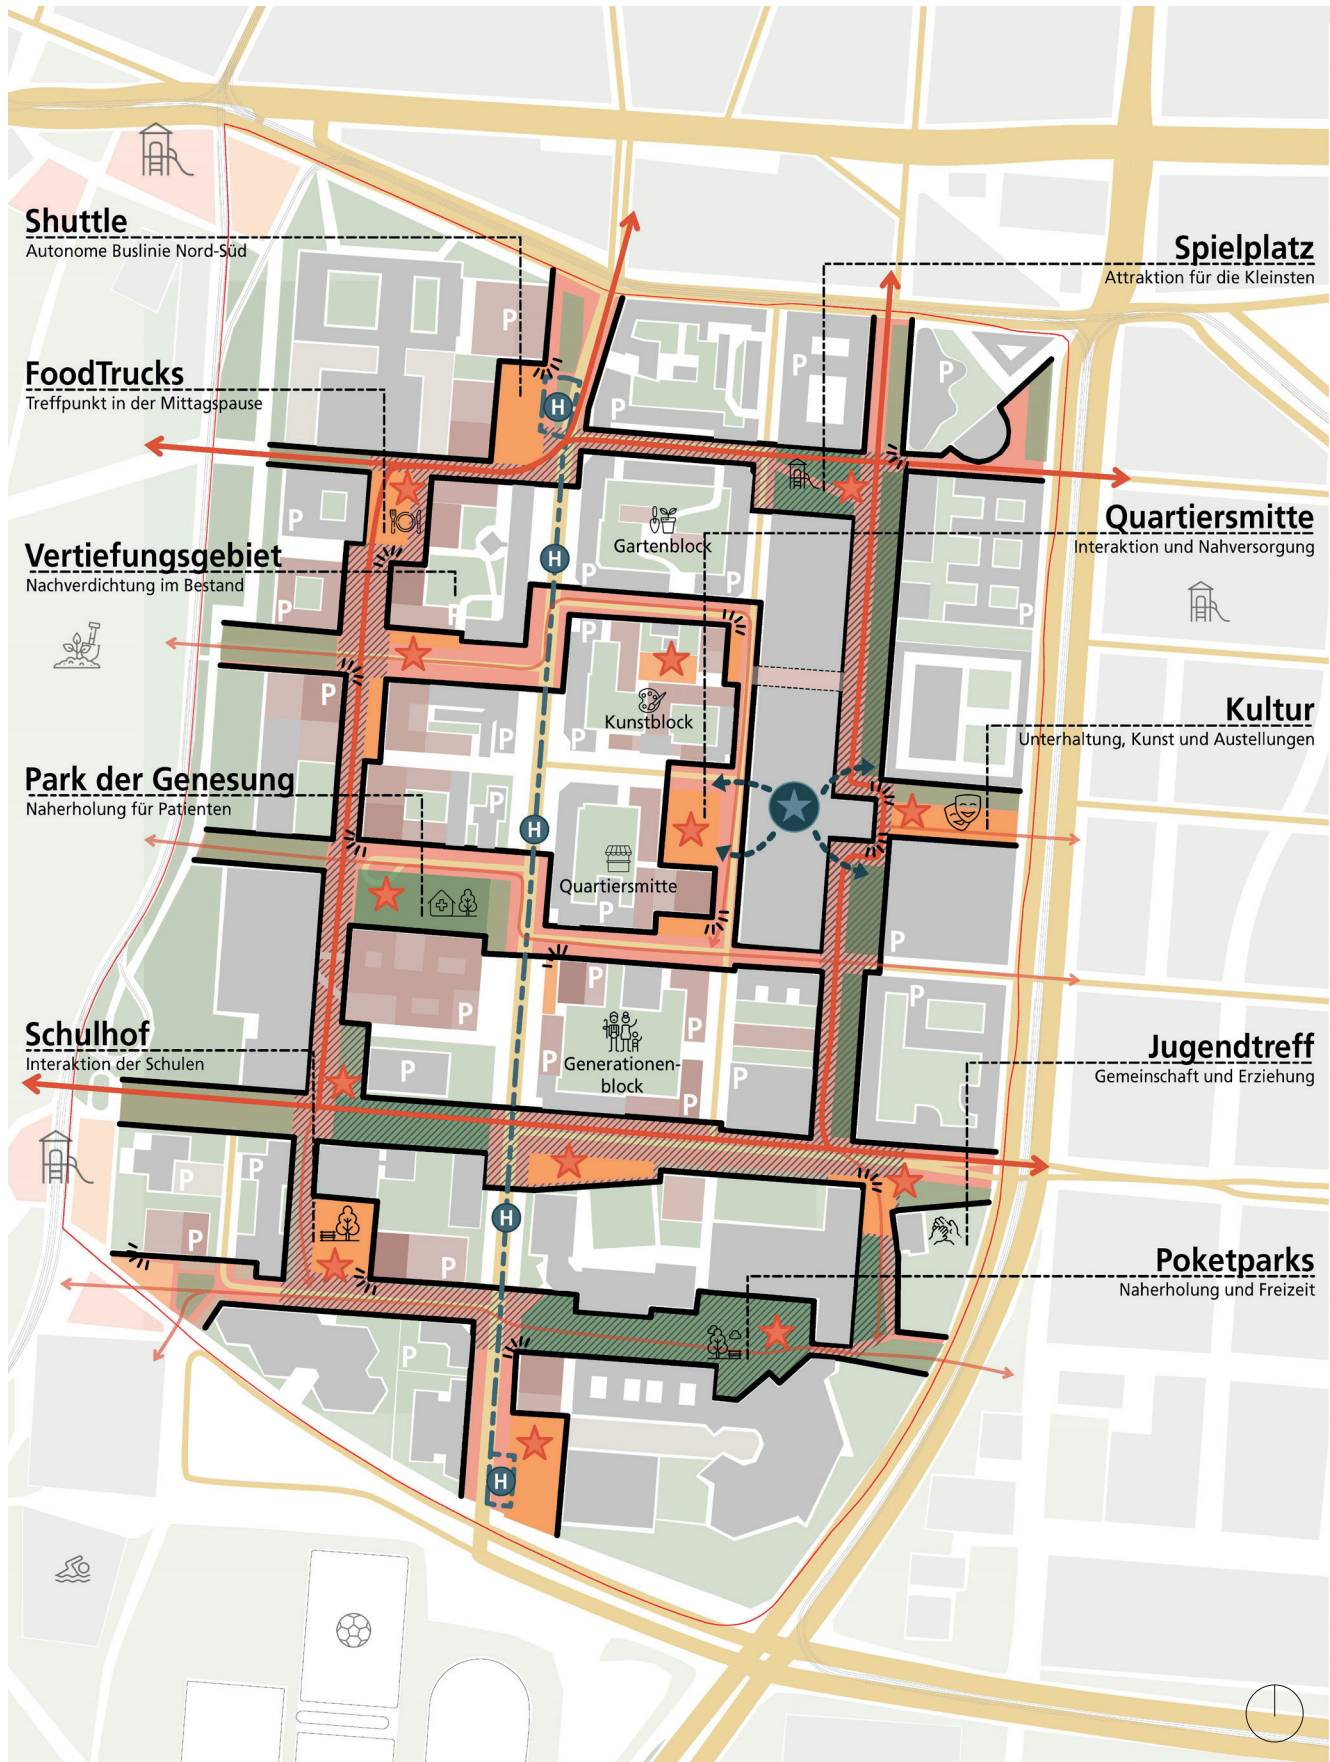 Shuttle
Autonome Buslinie Nord-Süd
Spielplatz
Attraktion für die Kleinsten
P
P
P
P
H
FoodTrucks
Treffpunkt in der Mittagspause
P
Quartiersmitte
Interaktion und Nahversorgung
Gartenblock
H
P
P
Vertiefungsgebiet
Nachverdichtung im Bestand
P
P
P
P
P
Kunstblock
Kultur
Unterhaltung, Kunst und Austellungen
P
P
Park der Genesung
Naherholung für Patienten
P
H
Quartiersmitte
P
P
P
P
P
P
Schulhof
Interaktion der Schulen
P
P
Generationen-
block
P
P
P
Jugendtreff
Gemeinschaft und Erziehung
P
P
H
P
P
Poketparks
Naherholung und Freizeit
P
H